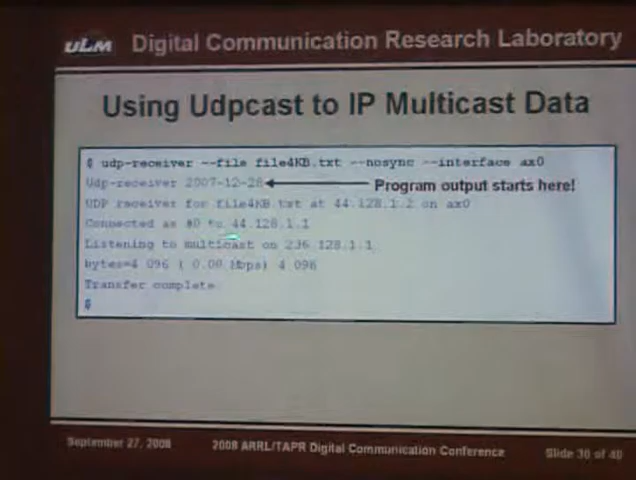 ULM Digital Communication Research Laboratory
Using Udpcast to IP Multicast Data
$ udp-receiver --file file4KB.txt --nosync --interface ax0
Udp-receiver 2007-12-28 Program output starts here!
UDP receiver for file4KB.txt at 44.128.1.2 on ax0
Connected as #0 to 44.128.1.1
Listening to multicast on 236.128.1.1
bytes=4 096 ( 0.00 Mbps) 4 096
Transfer complete.
$
September 27, 2008 2008 ARRL/TAPR Digital Communication Conference Slide 30 of 40